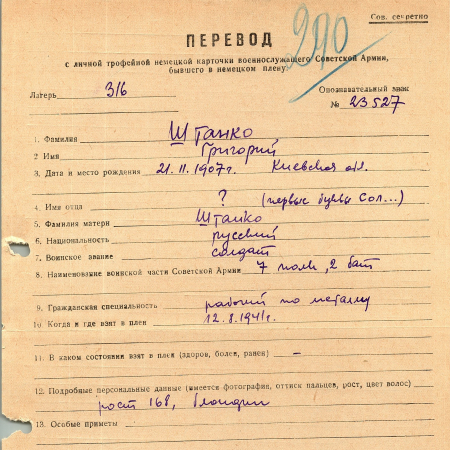 Сов. секретно
290
ПЕРЕВОД
с личной трофейной немецкой карточки военнослужащего Советской Армии,
бывшего в немецком плену.
Лагерь 316
Опознавательный знак
№ 23527
1. Фамилия Штанко
2 Имя Григорий
3. Дата и место рождения 21.11.1907г. Киевская обл.
4. Имя отца ? (первые буквы Сол...)
5. Фамилия матери Штанко
6. Национальность русский
7. Воинское звание солдат
8. Наименование воинской части Советской Армии 7 полк, 2 бат
9. Гражданская специальность рабочий по металлу
10. Когда и где взят в плен 12.8.1941г.
11. В каком состоянии взят в плен (здоров, болен, ранен) –
12. Подробные персональные данные (имеется фотография, оттиск пальцев, рост, цвет волос)
рост 168, блондин
13. Особые приметы